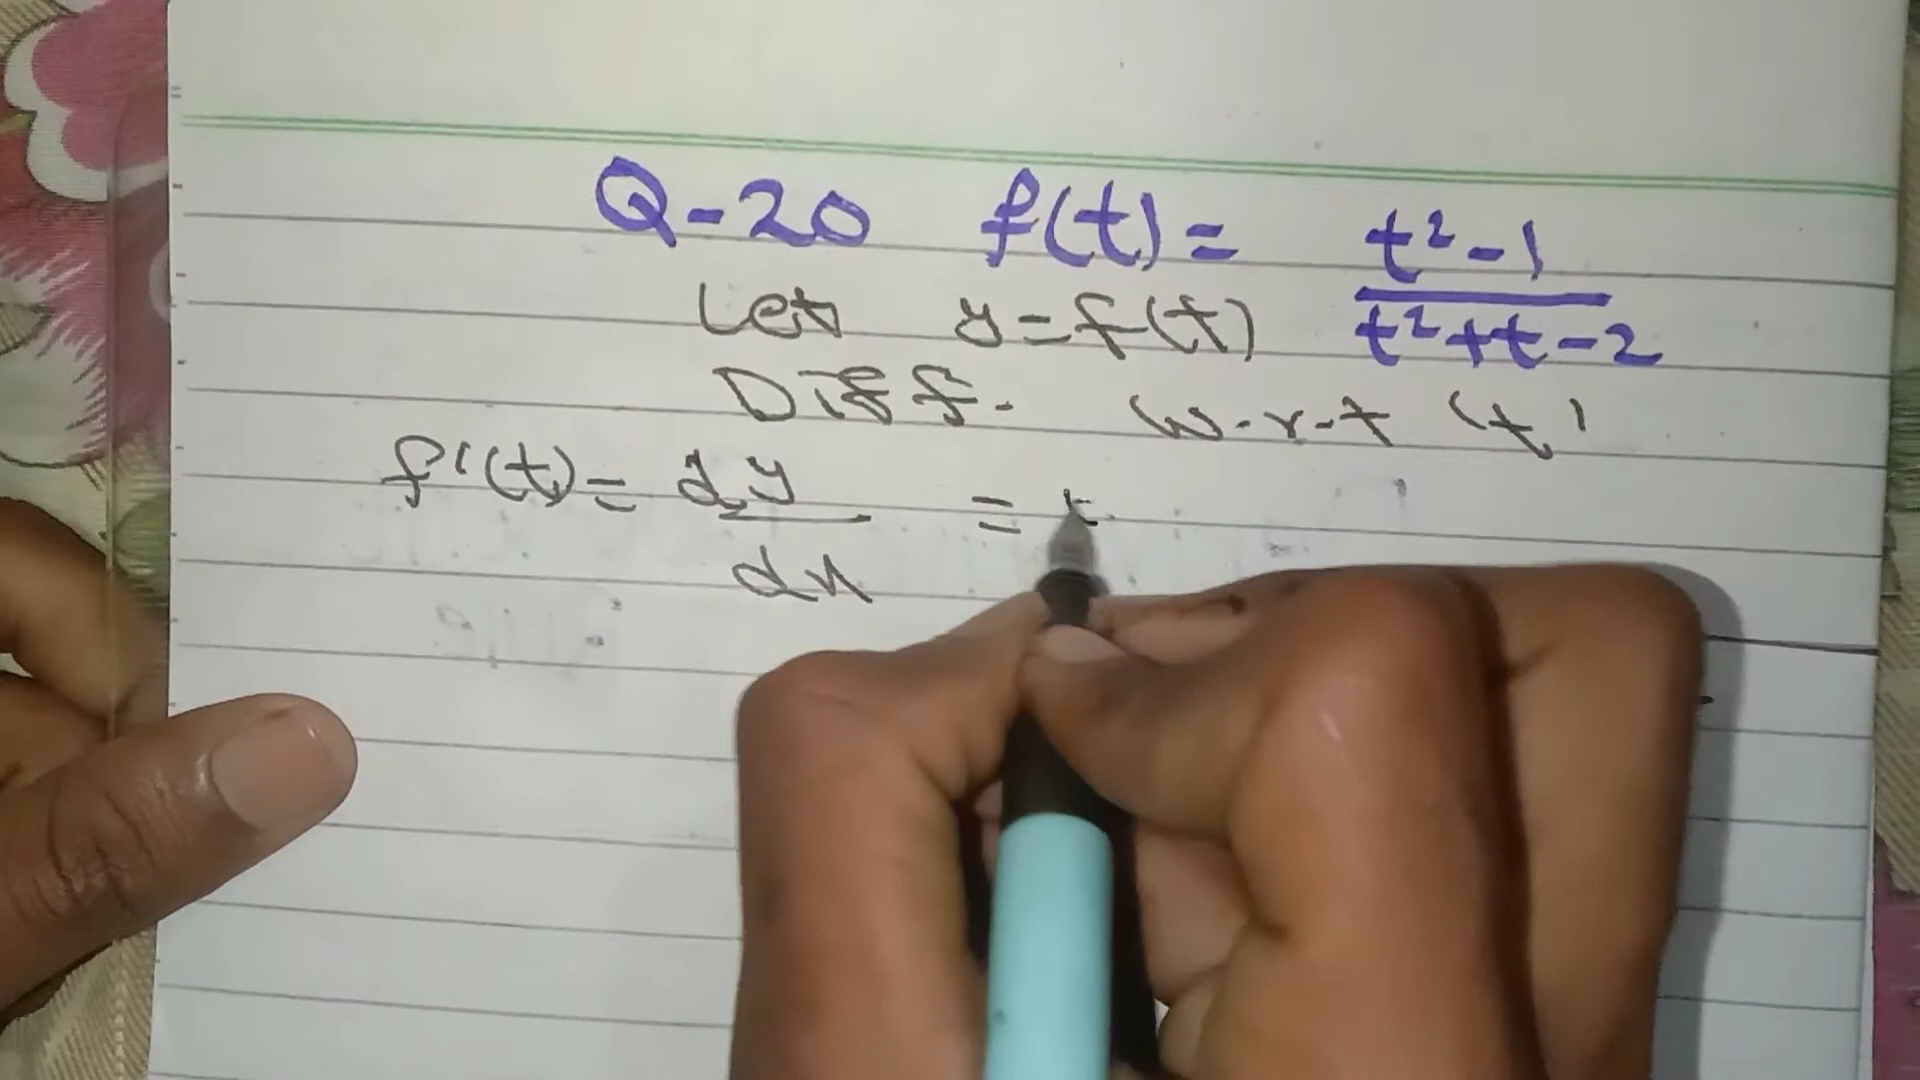 Q-20 f(t) = t²-1
Let y = f(t) t²+t-2
Diff. w.r.t 't'
f'(t) = dy =
dx